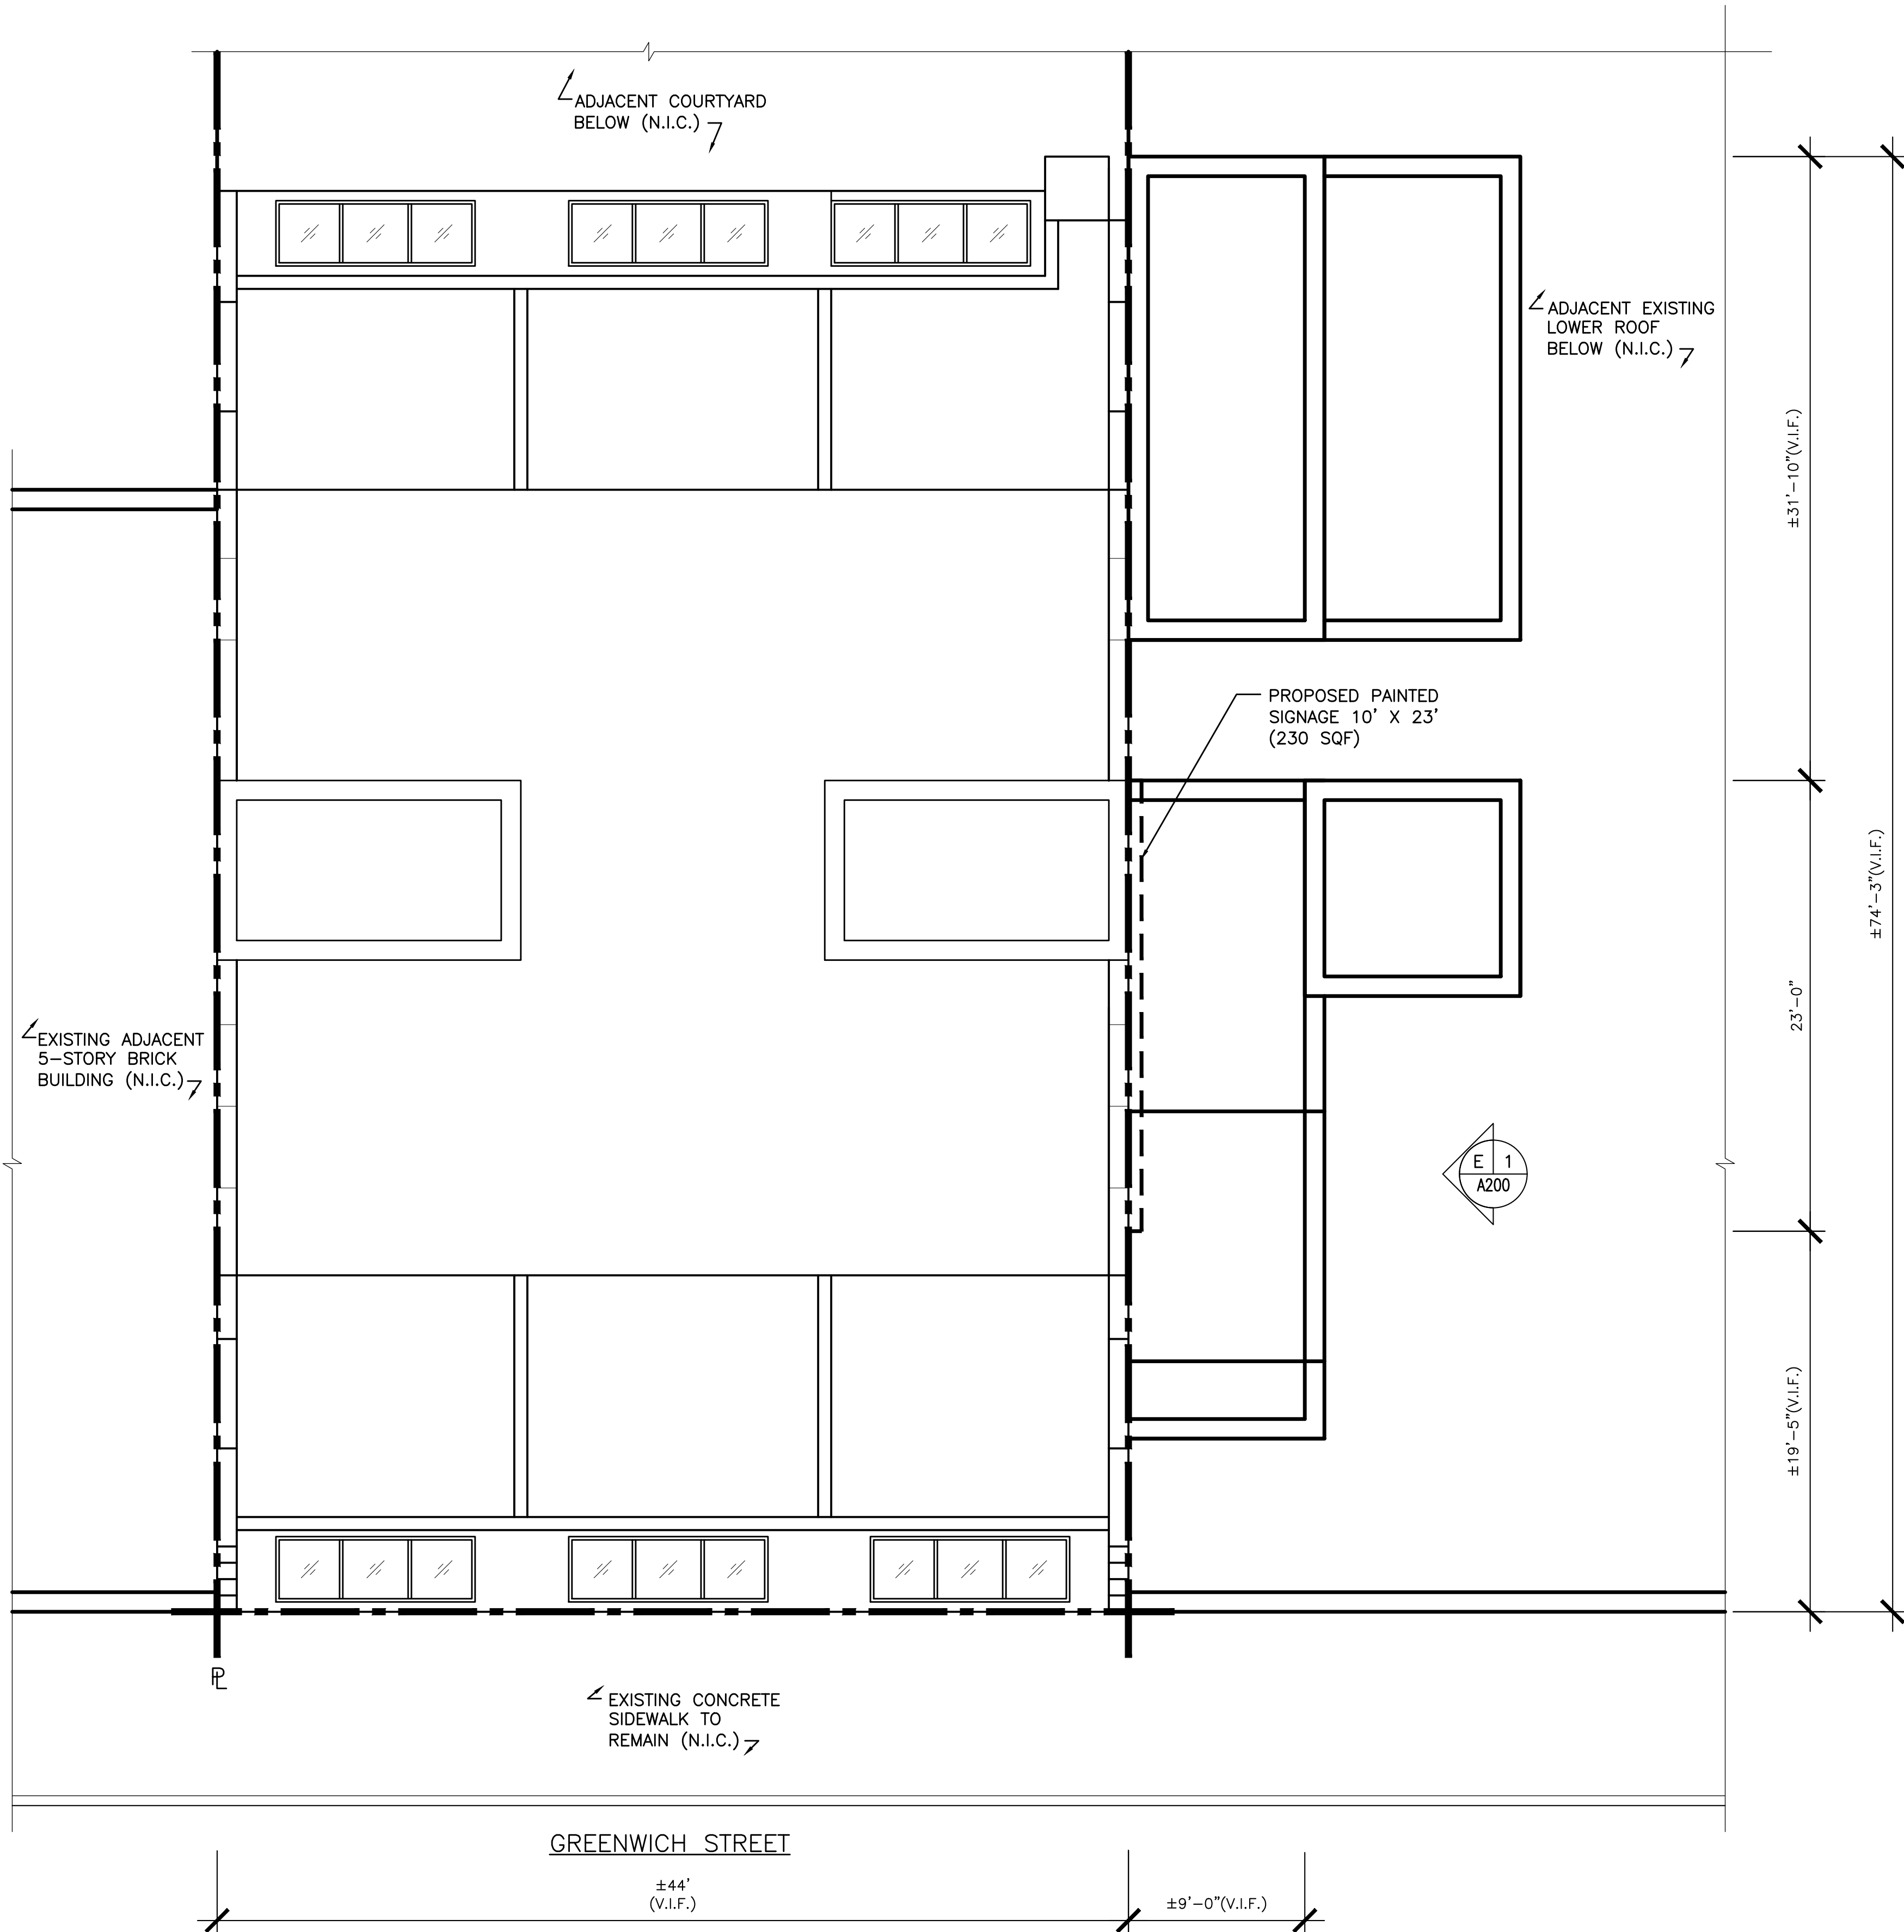 ADJACENT COURTYARD
BELOW (N.I.C.)
ADJACENT EXISTING
LOWER ROOF
BELOW (N.I.C.)
±31'-10"(V.I.F.)
PROPOSED PAINTED
SIGNAGE 10' X 23'
(230 SQF)
±74'-3"(V.I.F.)
23'-0"
EXISTING ADJACENT
5-STORY BRICK
BUILDING (N.I.C.)
E 1
A200
±19'-5"(V.I.F.)
PL
EXISTING CONCRETE
SIDEWALK TO
REMAIN (N.I.C.)
GREENWICH STREET
±44'
(V.I.F.)
±9'-0"(V.I.F.)